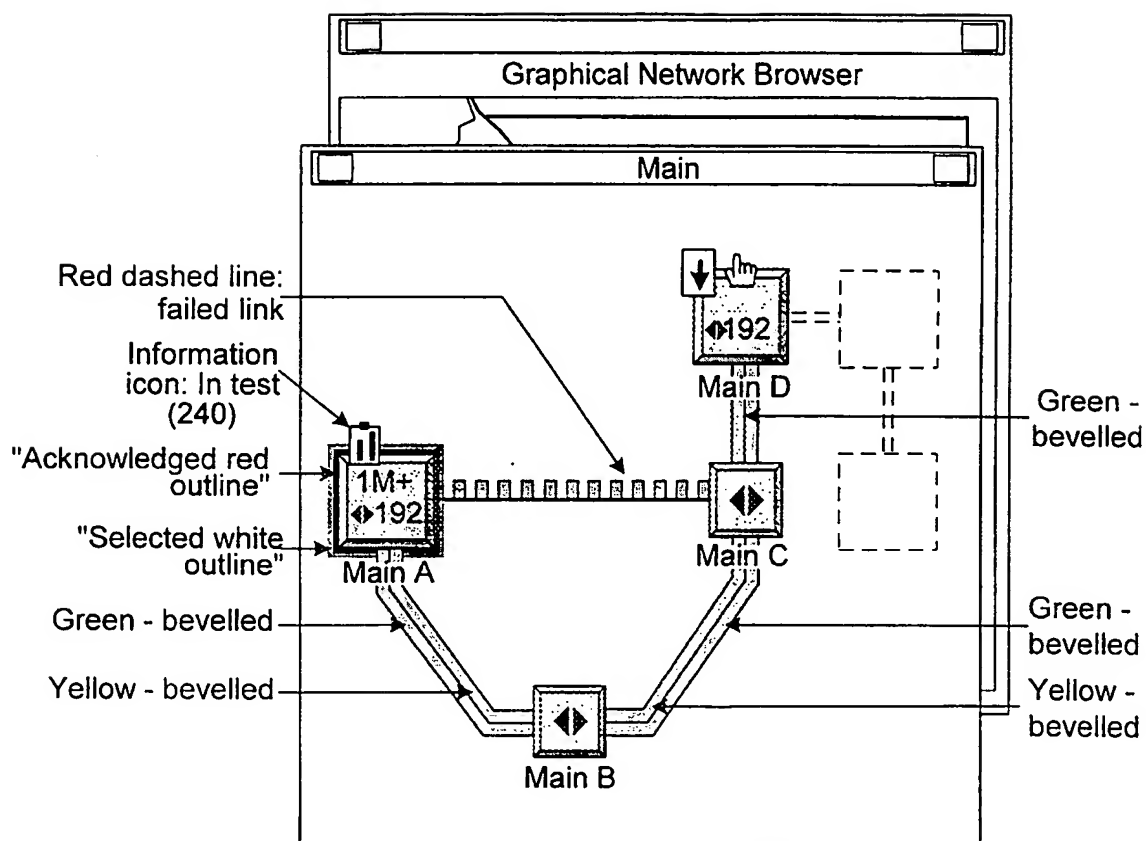 Graphical Network Browser
Main
Red dashed line:
failed link
Information
icon: In test
(240)
"Acknowledged red
outline"
"Selected white
outline"
Green - bevelled
Yellow - bevelled
192
Main D
1M+
192
Main A
Main C
Main B
Green -
bevelled
Green -
bevelled
Yellow -
bevelled